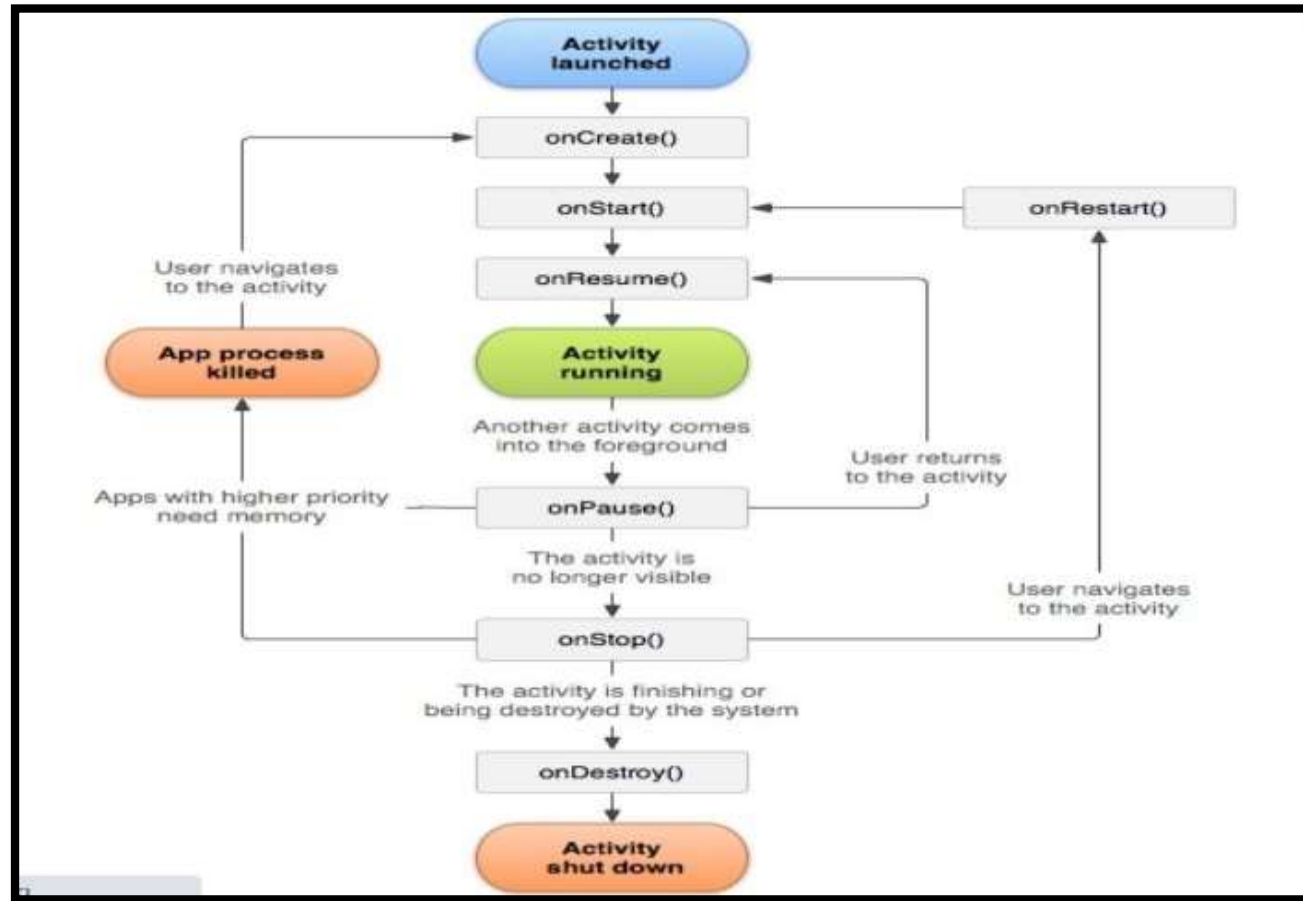 Activity
launched
onCreate()
onStart()
onRestart()
User navigates
to the activity
onResume()
App process
killed
Activity
running
Another activity comes
into the foreground
User returns
to the activity
Apps with higher priority
need memory
onPause()
The activity is
no longer visible
User navigates
to the activity
onStop()
The activity is finishing or
being destroyed by the system
onDestroy()
Activity
shut down